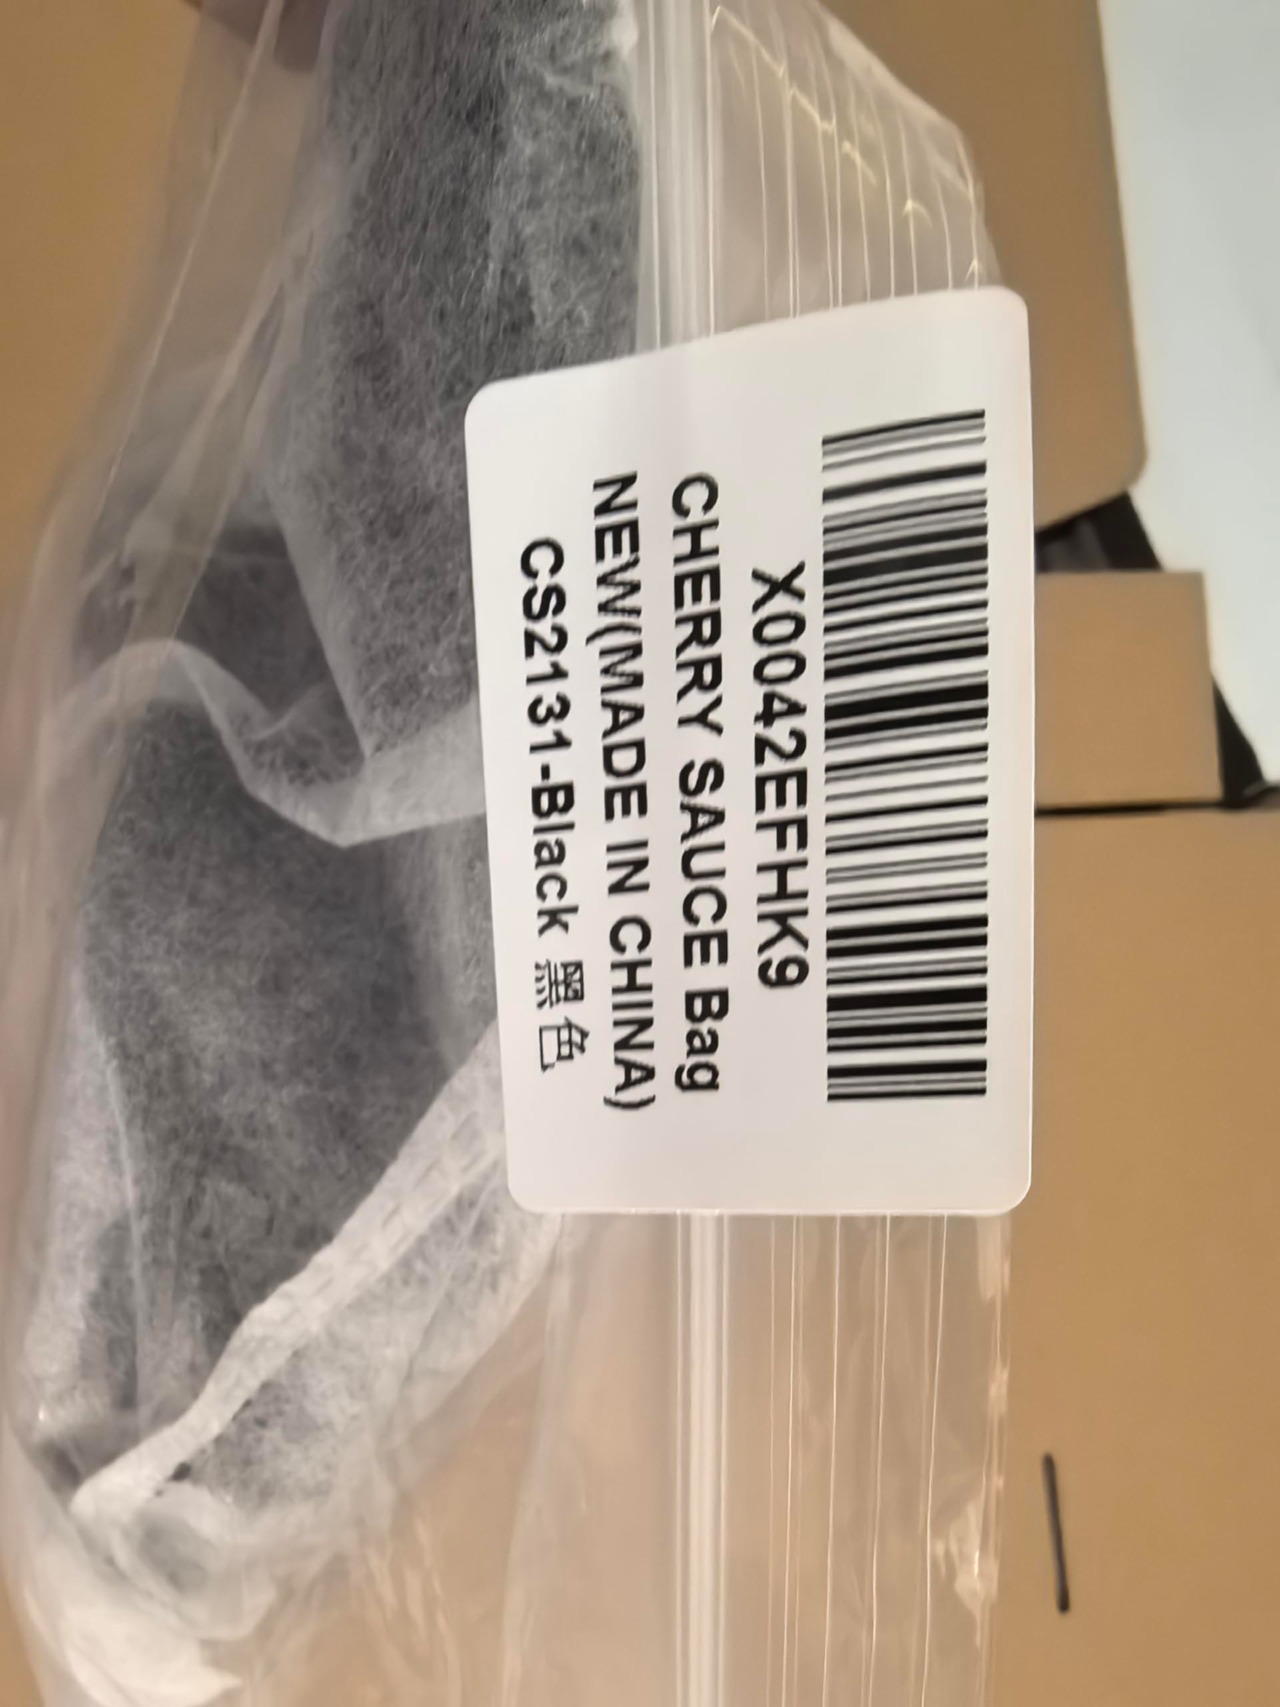 X0042EFHK9
CHERRY SAUCE Bag
NEW(MADE IN CHINA)
CS2131-Black 黑色